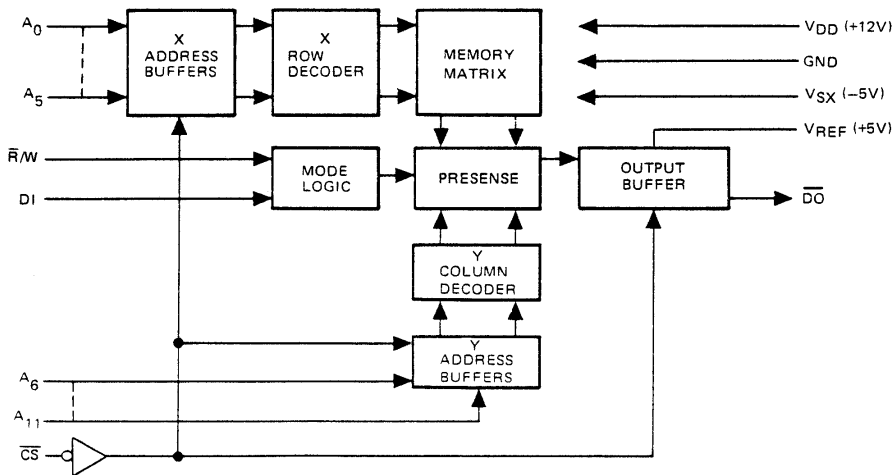 A0
X
ADDRESS
BUFFERS
X
ROW
DECODER
MEMORY
MATRIX
VDD (+12V)
GND
A5
VSX (−5V)
VREF (+5V)
R̅/W
MODE
LOGIC
PRESENSE
OUTPUT
BUFFER
DI
D̅O̅
Y
COLUMN
DECODER
Y
ADDRESS
BUFFERS
A6
A11
C̅S̅